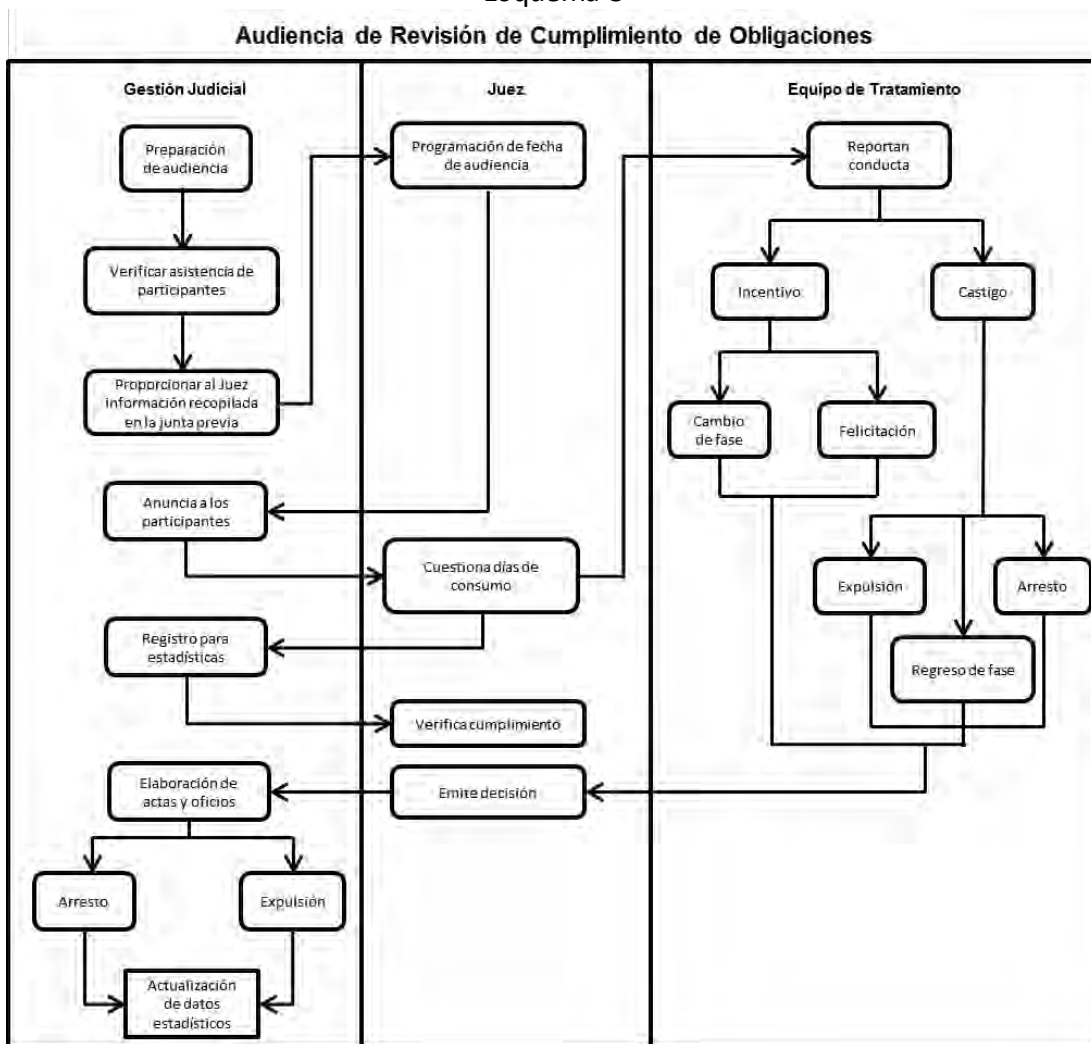 Audiencia de Revisión de Cumplimiento de Obligaciones
Gestión Judicial
Juez
Equipo de Tratamiento
Preparación
de audiencia
Programación de fecha
de audiencia
Reportan
conducta
Verificar asistencia de
participantes
Incentivo
Castigo
Proporcionar al Juez
información recopilada
en la junta previa
Cambio
de fase
Felicitación
Anuncia a los
participantes
Cuestiona días de
consumo
Expulsión
Arresto
Registro para
estadísticas
Regreso de fase
Verifica cumplimiento
Elaboración de
actas y oficios
Emite decisión
Arresto
Expulsión
Actualización
de datos
estadísticos